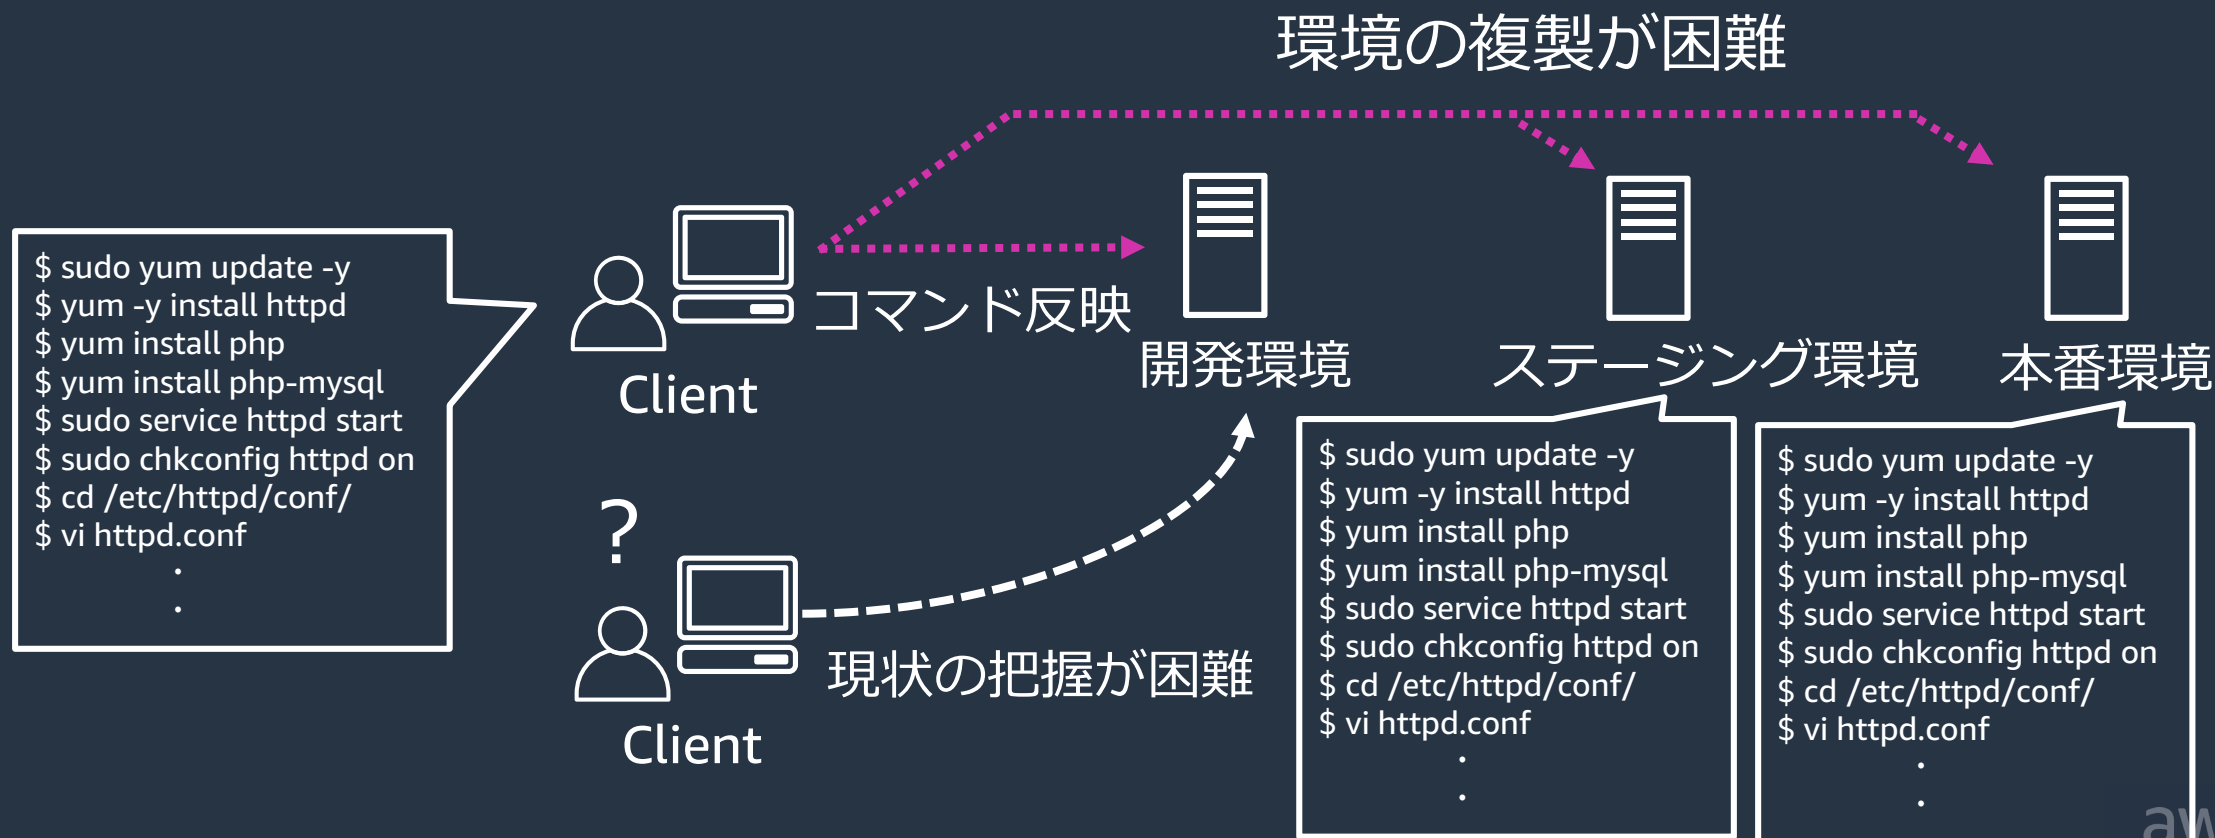 環境の複製が困難
$ sudo yum update -y
$ yum -y install httpd
$ yum install php
$ yum install php-mysql
$ sudo service httpd start
$ sudo chkconfig httpd on
$ cd /etc/httpd/conf/
$ vi httpd.conf
.
.
Client
コマンド反映
開発環境
ステージング環境
本番環境
?
Client
現状の把握が困難
$ sudo yum update -y
$ yum -y install httpd
$ yum install php
$ yum install php-mysql
$ sudo service httpd start
$ sudo chkconfig httpd on
$ cd /etc/httpd/conf/
$ vi httpd.conf
.
.
$ sudo yum update -y
$ yum -y install httpd
$ yum install php
$ yum install php-mysql
$ sudo service httpd start
$ sudo chkconfig httpd on
$ cd /etc/httpd/conf/
$ vi httpd.conf
.
.